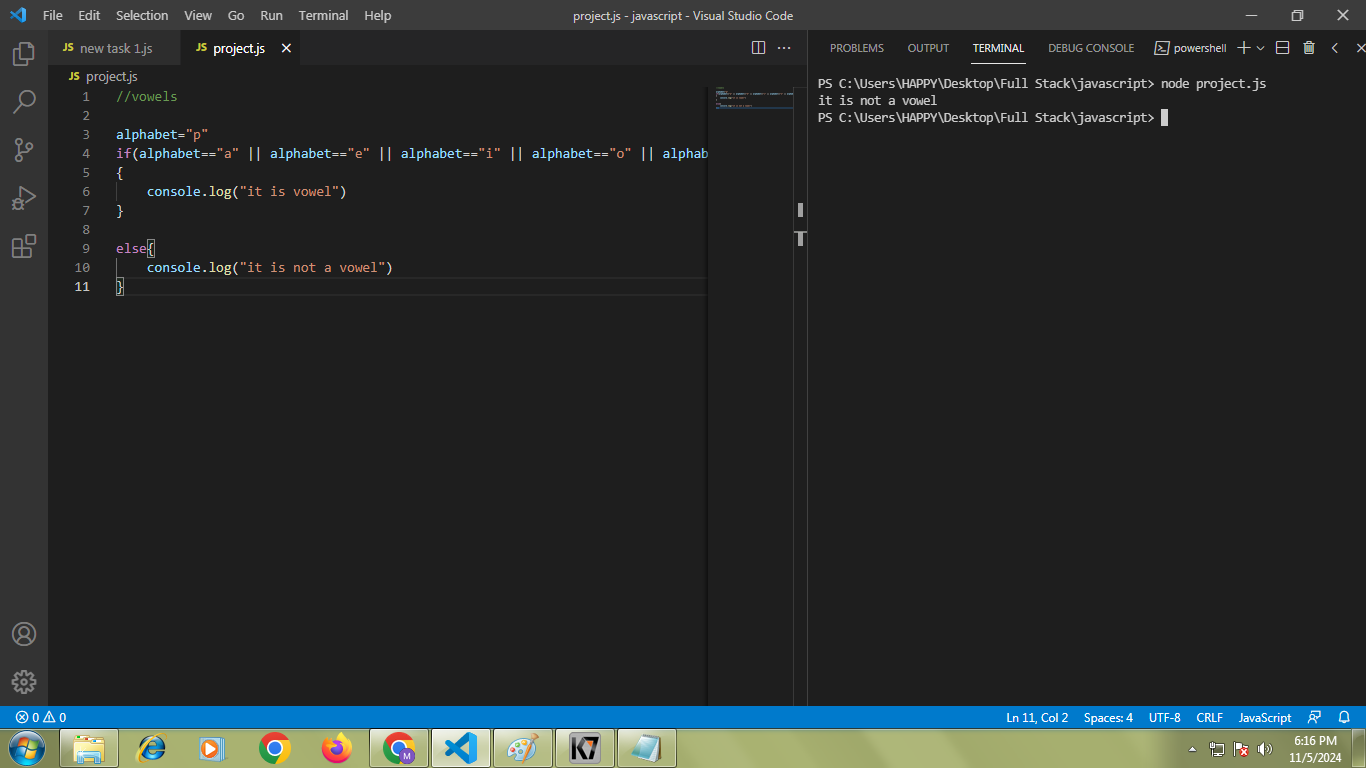 File Edit Selection View Go Run Terminal Help project.js - javascript - Visual Studio Code
JS new task 1.js JS project.js
PROBLEMS OUTPUT TERMINAL DEBUG CONSOLE powershell
JS project.js
1 //vowels
2
3 alphabet="p"
4 if(alphabet=="a" || alphabet=="e" || alphabet=="i" || alphabet=="o" || alphab
5 {
6 console.log("it is vowel")
7 }
8
9 else{
10 console.log("it is not a vowel")
11 }
PS C:\Users\HAPPY\Desktop\Full Stack\javascript> node project.js
it is not a vowel
PS C:\Users\HAPPY\Desktop\Full Stack\javascript>
0 0 Ln 11, Col 2 Spaces: 4 UTF-8 CRLF JavaScript
M K7
6:16 PM
11/5/2024